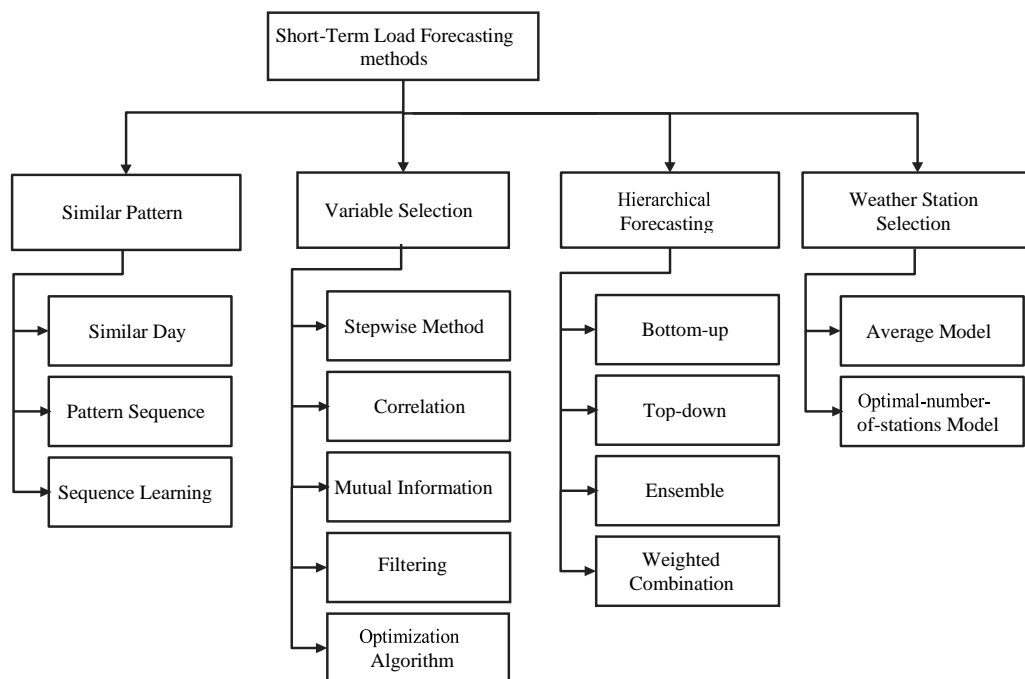 Short-Term Load Forecasting
methods
Similar Pattern
Variable Selection
Hierarchical
Forecasting
Weather Station
Selection
Similar Day
Pattern Sequence
Sequence Learning
Stepwise Method
Correlation
Mutual Information
Filtering
Optimization
Algorithm
Bottom-up
Top-down
Ensemble
Weighted
Combination
Average Model
Optimal-number-
of-stations Model